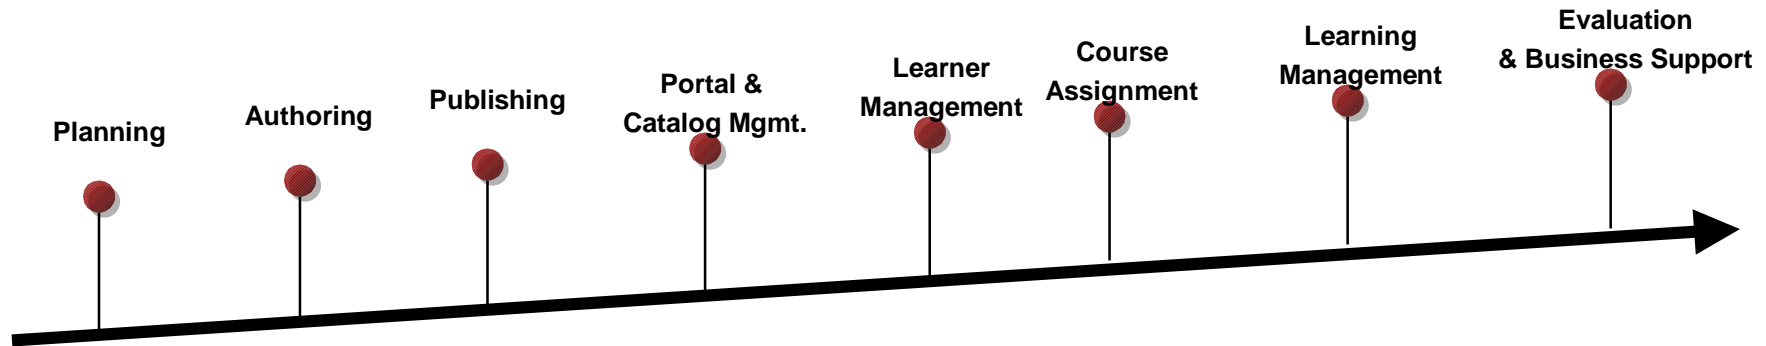 Planning
Authoring
Publishing
Portal &
Catalog Mgmt.
Learner
Management
Course
Assignment
Learning
Management
Evaluation
& Business Support